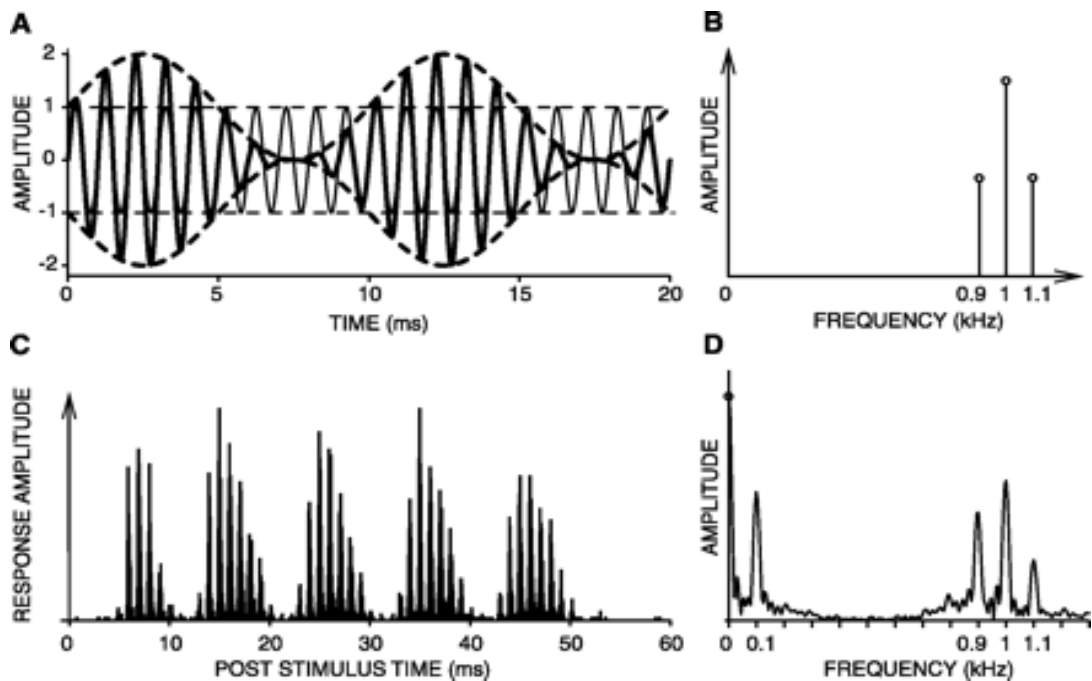 A
AMPLITUDE
2
1
0
-1
-2
0 5 10 15 20
TIME (ms)
B
AMPLITUDE
0 0.9 1 1.1
FREQUENCY (kHz)
C
RESPONSE AMPLITUDE
0 10 20 30 40 50 60
POST STIMULUS TIME (ms)
D
AMPLITUDE
0 0.1 0.9 1 1.1
FREQUENCY (kHz)